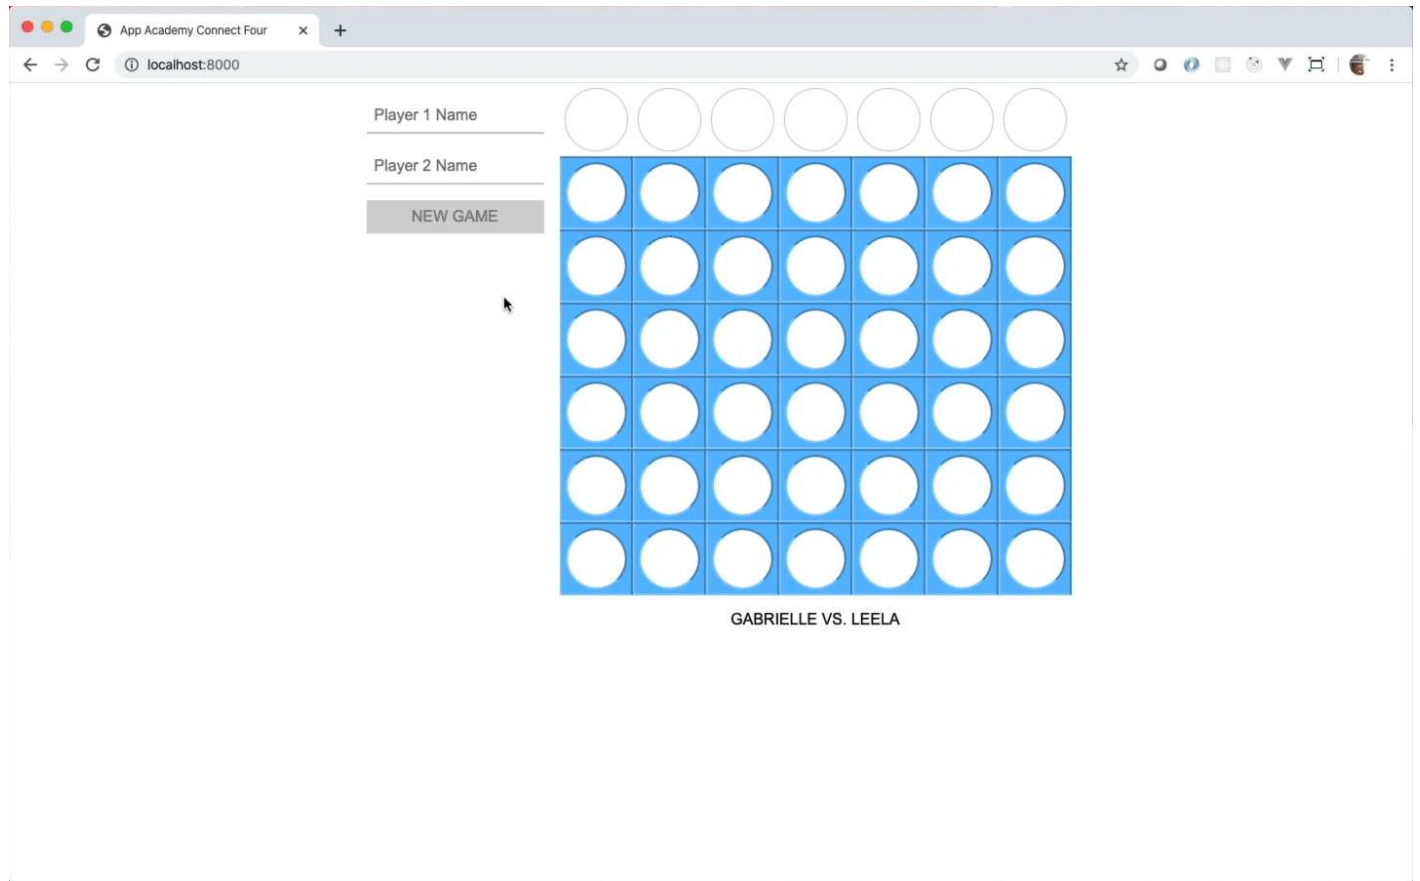 App Academy Connect Four
localhost:8000
Player 1 Name
Player 2 Name
NEW GAME
GABRIELLE VS. LEELA